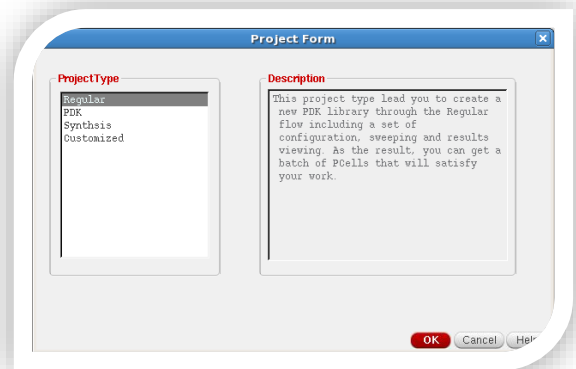 Project Form
ProjectType
Regular
PDK
Synthsis
Customized
Description
This project type lead you to create a
new PDK library through the Regular
flow including a set of
configuration, sweeping and results
viewing. As the result, you can get a
batch of PCells that will satisfy
your work.
OK Cancel